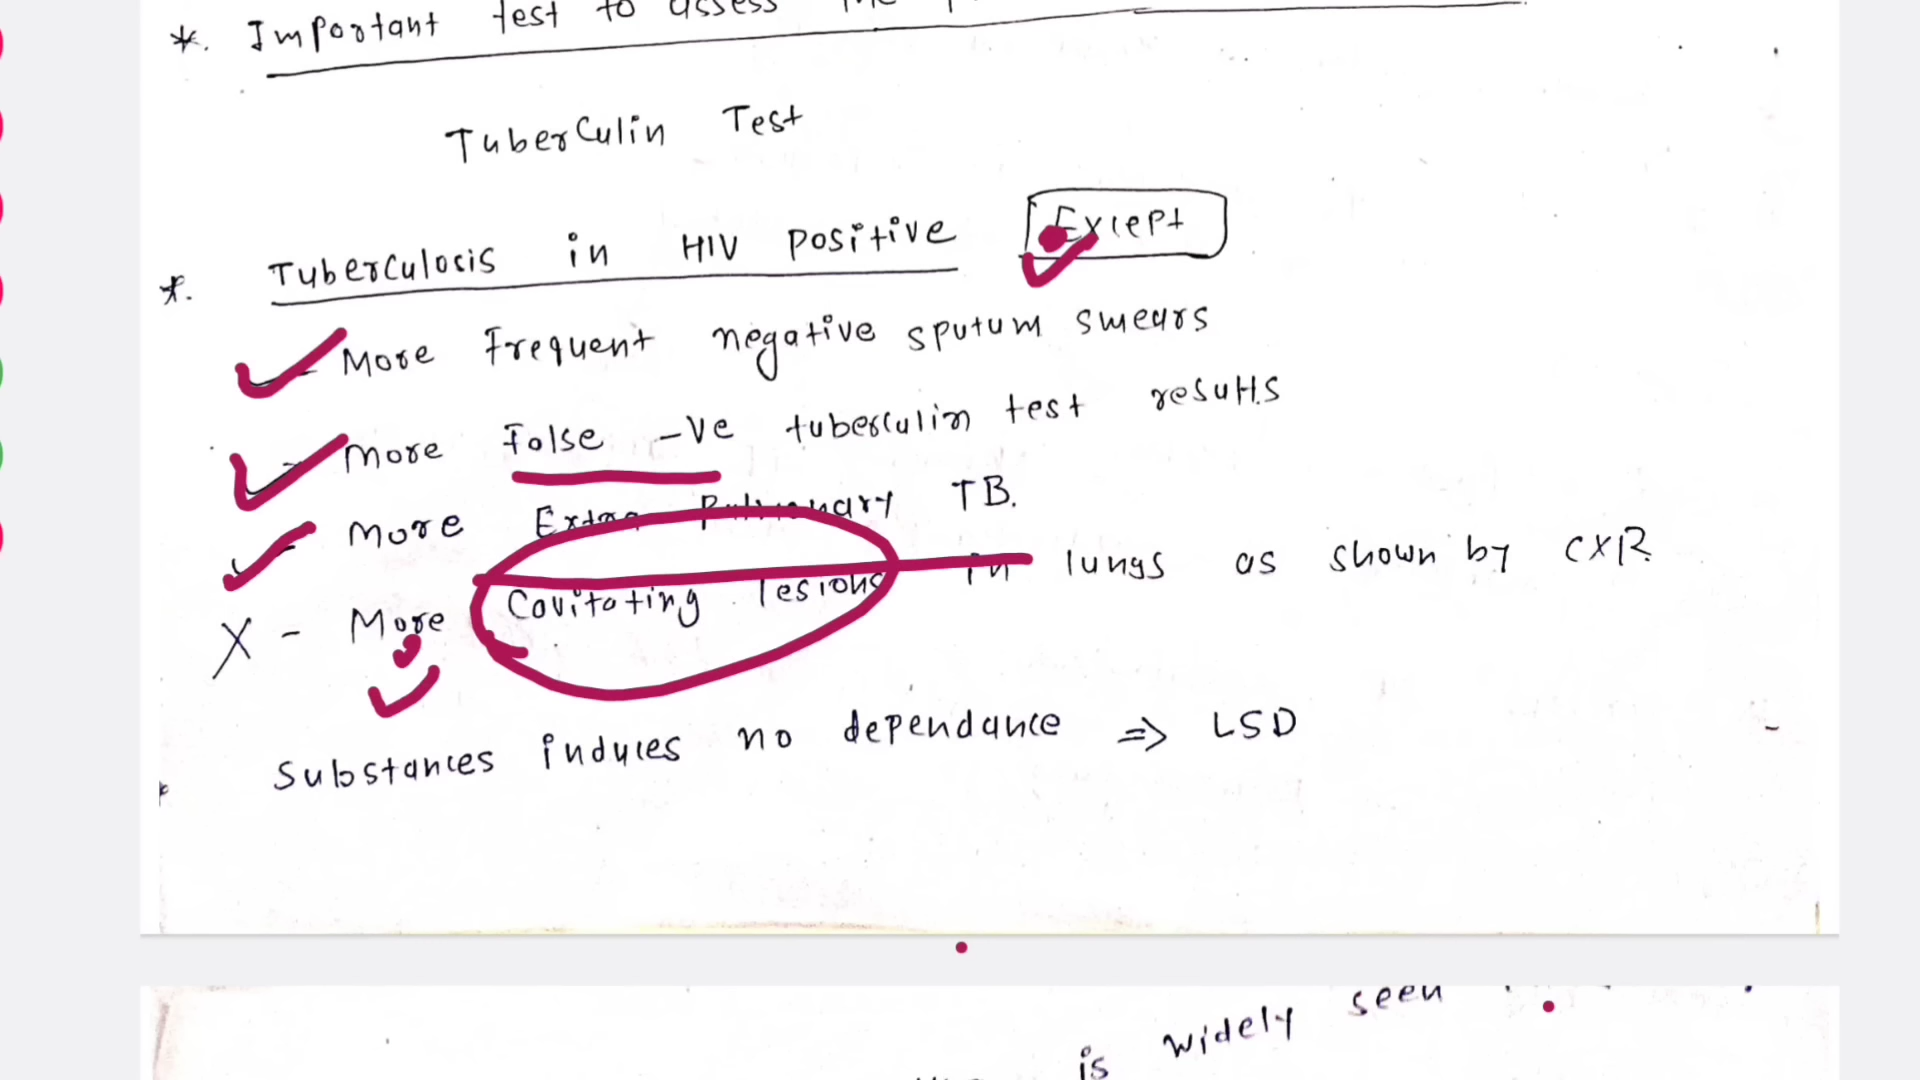 *. Important test to assess the
Tuberculin Test
*. Tuberculosis in HIV Positive Except
- More Frequent negative sputum smears
- More False -ve tuberculin test results
- More Extra Pulmonary TB.
X - More Cavitating lesions in lungs as shown by CXR
* Substances induces no dependance => LSD
is widely seen